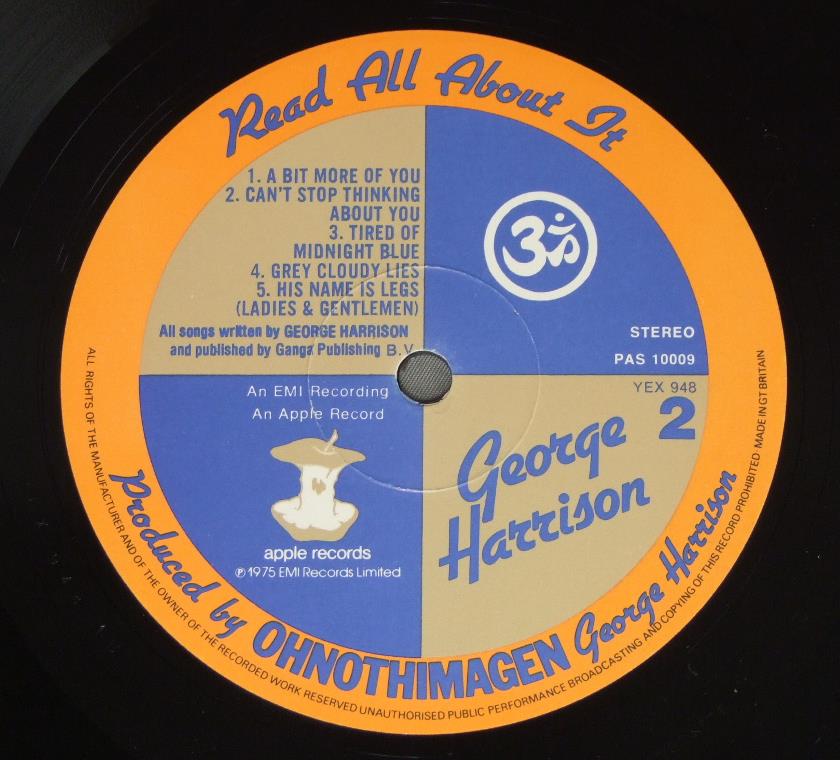 Read All About It
1. A BIT MORE OF YOU
2. CAN'T STOP THINKING
ABOUT YOU
3. TIRED OF
MIDNIGHT BLUE
4. GREY CLOUDY LIES
5. HIS NAME IS LEGS
(LADIES & GENTLEMEN)
All songs written by GEORGE HARRISON
and published by Ganga Publishing B.V.
ॐ
STEREO
PAS 10009
YEX 948
2
George
Harrison
An EMI Recording
An Apple Record
apple records
℗ 1975 EMI Records Limited
Produced by OHNOTHIMAGEN George Harrison
ALL RIGHTS OF THE MANUFACTURER AND OF THE OWNER OF THE RECORDED WORK RESERVED UNAUTHORISED PUBLIC PERFORMANCE BROADCASTING AND COPYING OF THIS RECORD PROHIBITED · MADE IN GT BRITAIN